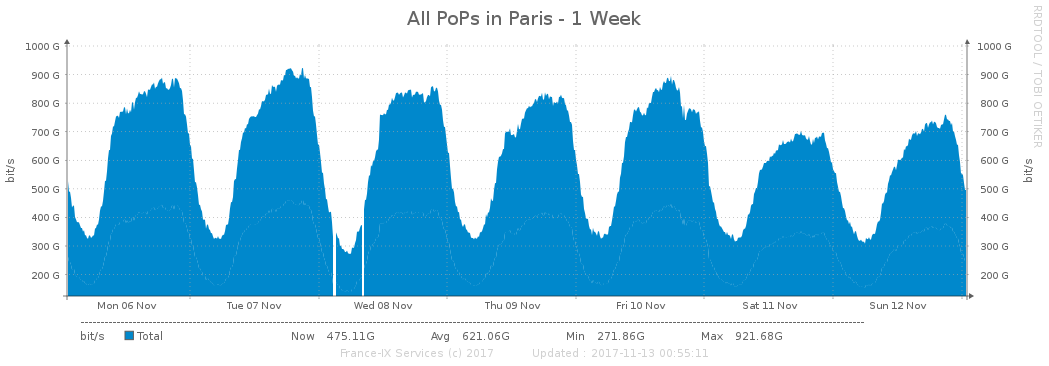 All PoPs in Paris - 1 Week
RRDTOOL / TOBI OETIKER
1000 G 1000 G
900 G 900 G
800 G 800 G
700 G 700 G
600 G 600 G
500 G 500 G
400 G 400 G
300 G 300 G
200 G 200 G
bit/s bit/s
Mon 06 Nov Tue 07 Nov Wed 08 Nov Thu 09 Nov Fri 10 Nov Sat 11 Nov Sun 12 Nov
bit/s Total Now 475.11G Avg 621.06G Min 271.86G Max 921.68G
France-IX Services (c) 2017 Updated : 2017-11-13 00:55:11